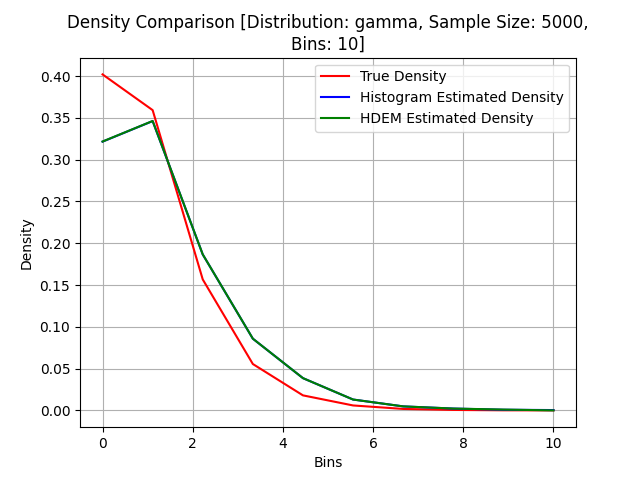 Density Comparison [Distribution: gamma, Sample Size: 5000,
Bins: 10]
True Density
Histogram Estimated Density
HDEM Estimated Density
Density
0.40
0.35
0.30
0.25
0.20
0.15
0.10
0.05
0.00
0 2 4 6 8 10
Bins